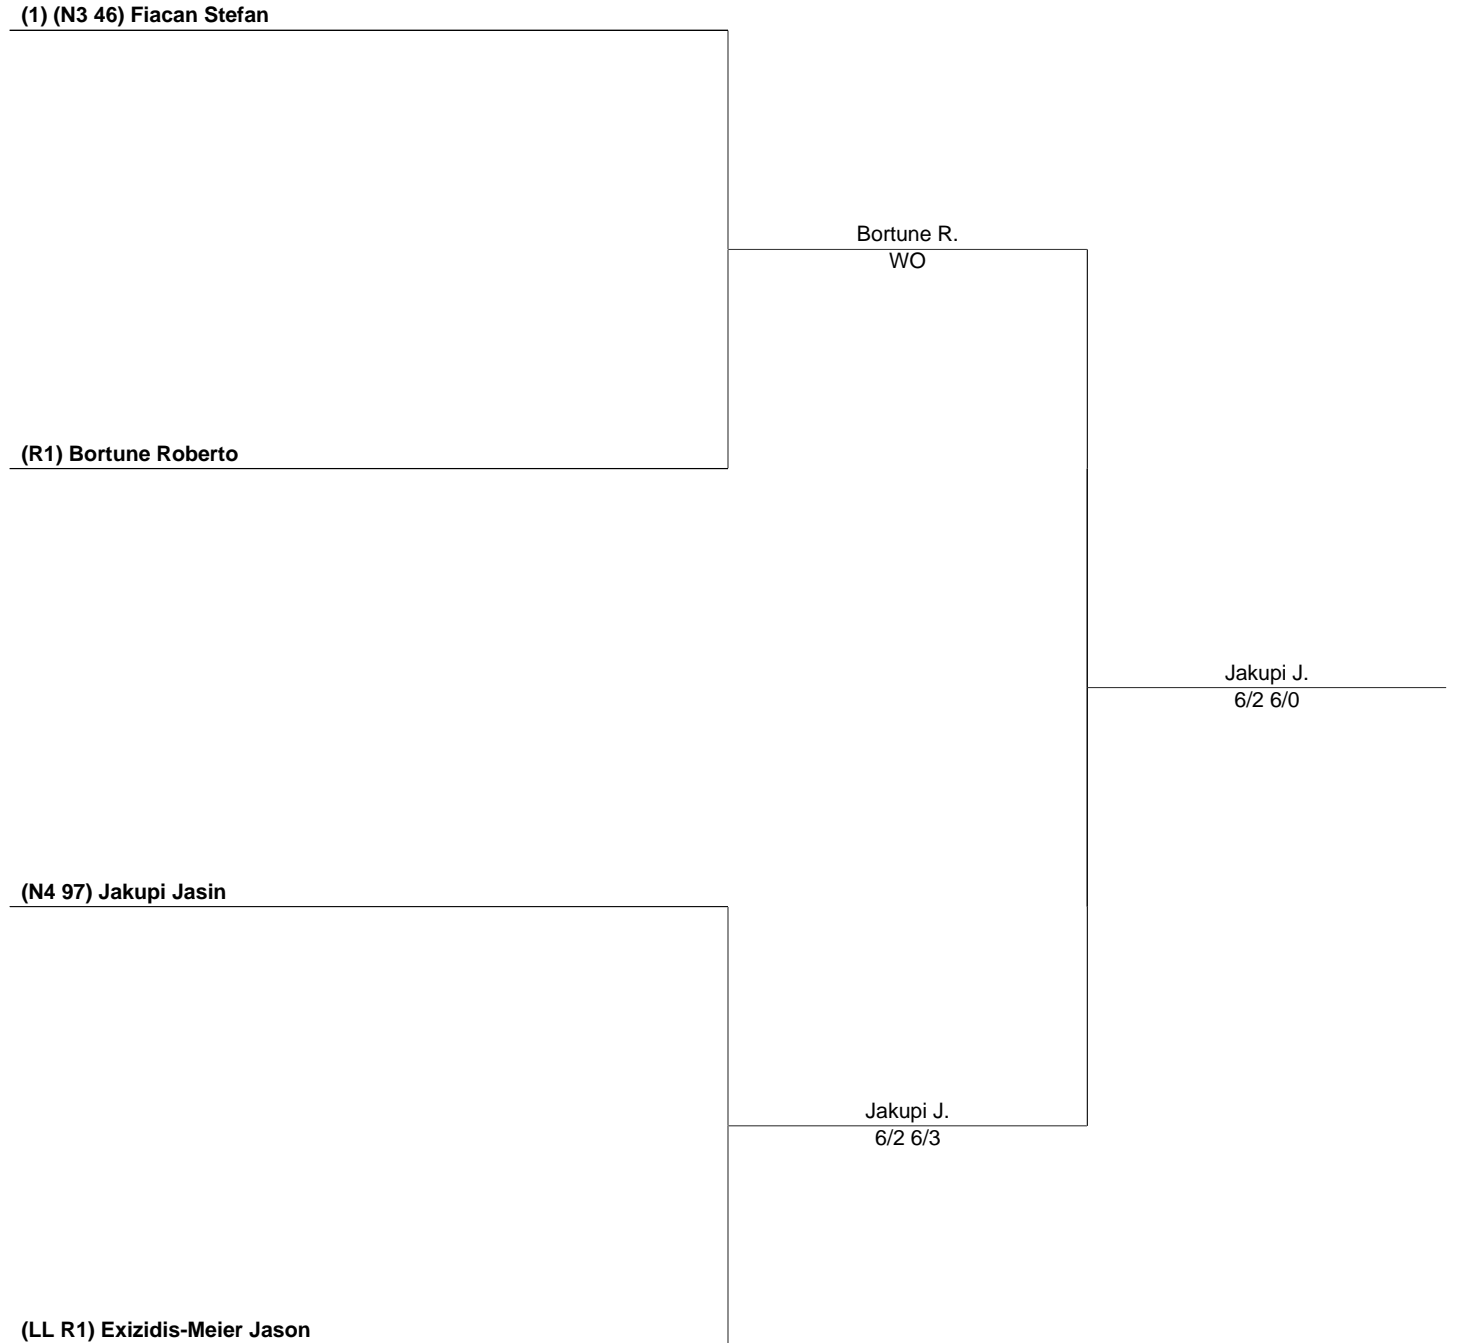 (1) (N3 46) Fiacan Stefan
Bortune R.
WO
(R1) Bortune Roberto
Jakupi J.
6/2 6/0
(N4 97) Jakupi Jasin
Jakupi J.
6/2 6/3
(LL R1) Exizidis-Meier Jason